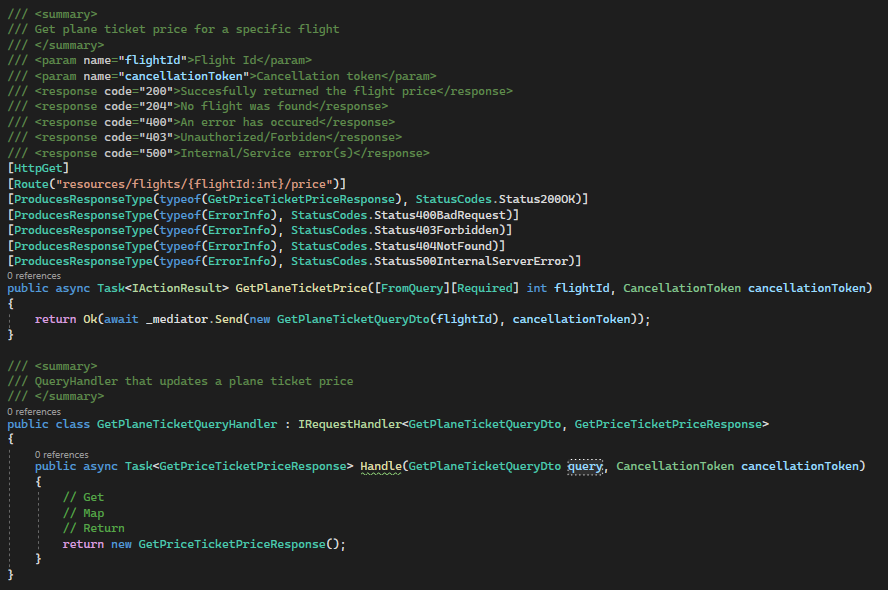 /// <summary>
/// Get plane ticket price for a specific flight
/// </summary>
/// <param name="flightId">Flight Id</param>
/// <param name="cancellationToken">Cancellation token</param>
/// <response code="200">Succesfully returned the flight price</response>
/// <response code="204">No flight was found</response>
/// <response code="400">An error has occured</response>
/// <response code="403">Unauthorized/Forbiden</response>
/// <response code="500">Internal/Service error(s)</response>
[HttpGet]
[Route("resources/flights/{flightId:int}/price")]
[ProducesResponseType(typeof(GetPriceTicketPriceResponse), StatusCodes.Status200OK)]
[ProducesResponseType(typeof(ErrorInfo), StatusCodes.Status400BadRequest)]
[ProducesResponseType(typeof(ErrorInfo), StatusCodes.Status403Forbidden)]
[ProducesResponseType(typeof(ErrorInfo), StatusCodes.Status404NotFound)]
[ProducesResponseType(typeof(ErrorInfo), StatusCodes.Status500InternalServerError)]
0 references
public async Task<IActionResult> GetPlaneTicketPrice([FromQuery][Required] int flightId, CancellationToken cancellationToken)
{
    return Ok(await _mediator.Send(new GetPlaneTicketQueryDto(flightId), cancellationToken));
}

/// <summary>
/// QueryHandler that updates a plane ticket price
/// </summary>
0 references
public class GetPlaneTicketQueryHandler : IRequestHandler<GetPlaneTicketQueryDto, GetPriceTicketPriceResponse>
{
    0 references
    public async Task<GetPriceTicketPriceResponse> Handle(GetPlaneTicketQueryDto query, CancellationToken cancellationToken)
    {
        // Get
        // Map
        // Return
        return new GetPriceTicketPriceResponse();
    }
}